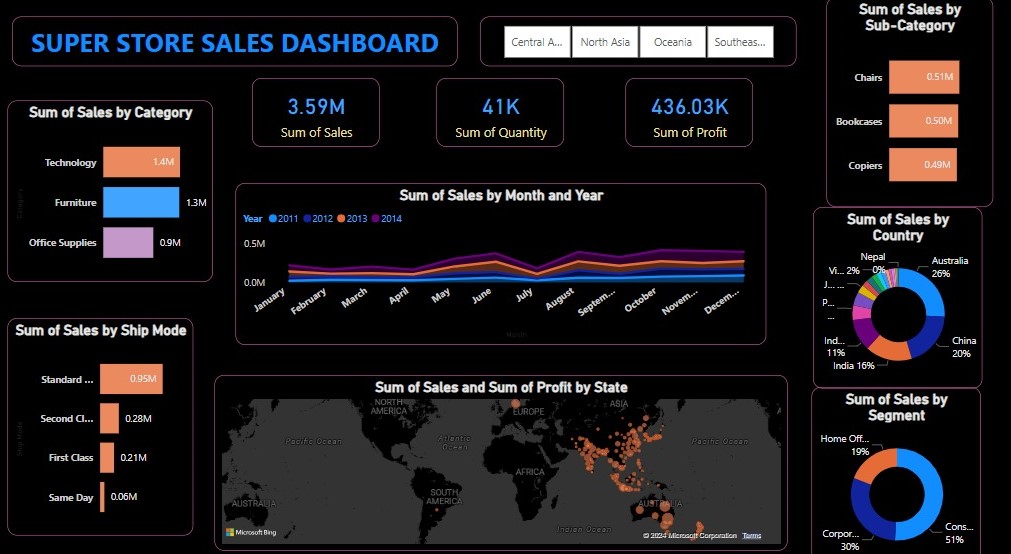 SUPER STORE SALES DASHBOARD
Central A...
North Asia
Oceania
Southeas...
Sum of Sales by
Sub-Category
Chairs
0.51M
Bookcases
0.50M
Copiers
0.49M
3.59M
Sum of Sales
41K
Sum of Quantity
436.03K
Sum of Profit
Sum of Sales by Category
Technology
1.4M
Furniture
1.3M
Office Supplies
0.9M
Category
Sum of Sales by Month and Year
Year
2011
2012
2013
2014
0.5M
0.0M
January
February
March
April
May
June
July
August
Septem...
October
Novem...
Decem...
Month
Sum of Sales by
Country
Nepal
0%
Vi... 2%
J... ...
P...
...
Ind...
11%
India 16%
China
20%
Australia
26%
Sum of Sales by Ship Mode
Standard ...
0.95M
Second Cl...
0.28M
First Class
0.21M
Same Day
0.06M
Ship Mode
Sum of Sales and Sum of Profit by State
NORTH
AMERICA
EUROPE
ASIA
Pacific Ocean
Atlantic
Ocean
Pacific Ocean
AFRICA
SOUTH
AMERICA
AUSTRALIA
AUSTRALIA
Indian Ocean
Microsoft Bing
© 2024 Microsoft Corporation Terms
Sum of Sales by
Segment
Home Off...
19%
Corpor...
30%
Cons...
51%